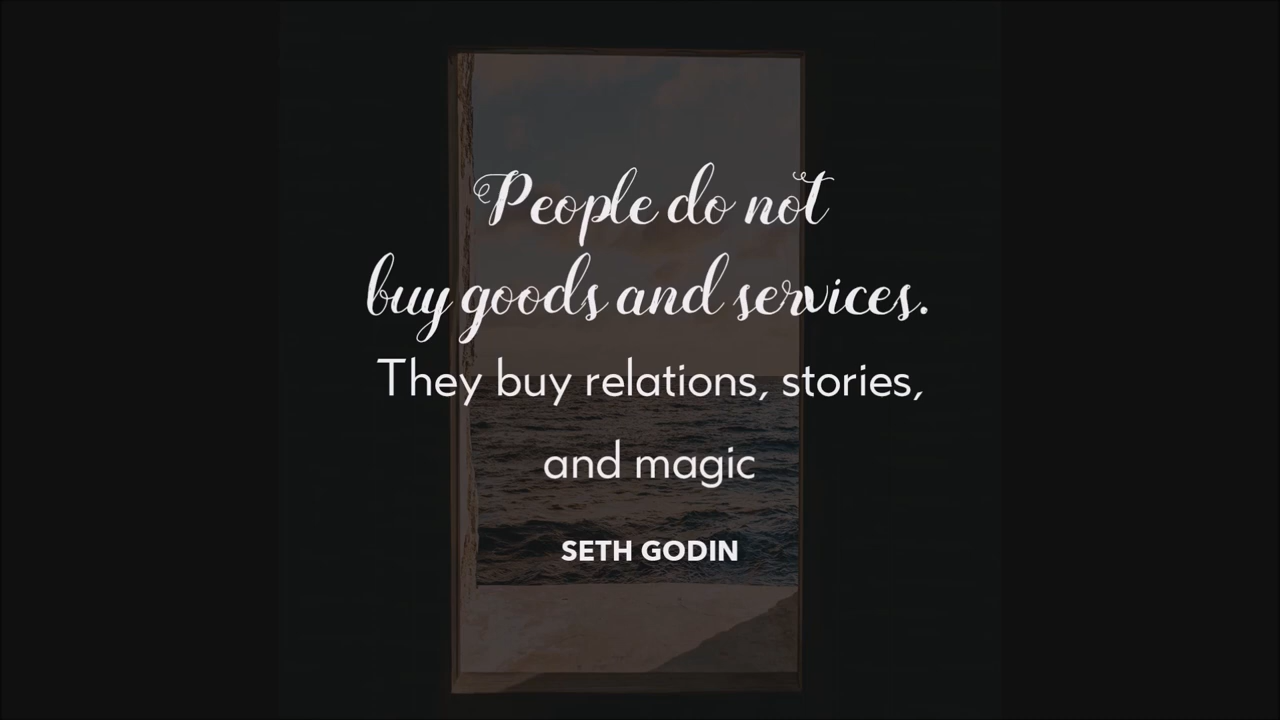 People do not
buy goods and services.
They buy relations, stories,
and magic
SETH GODIN